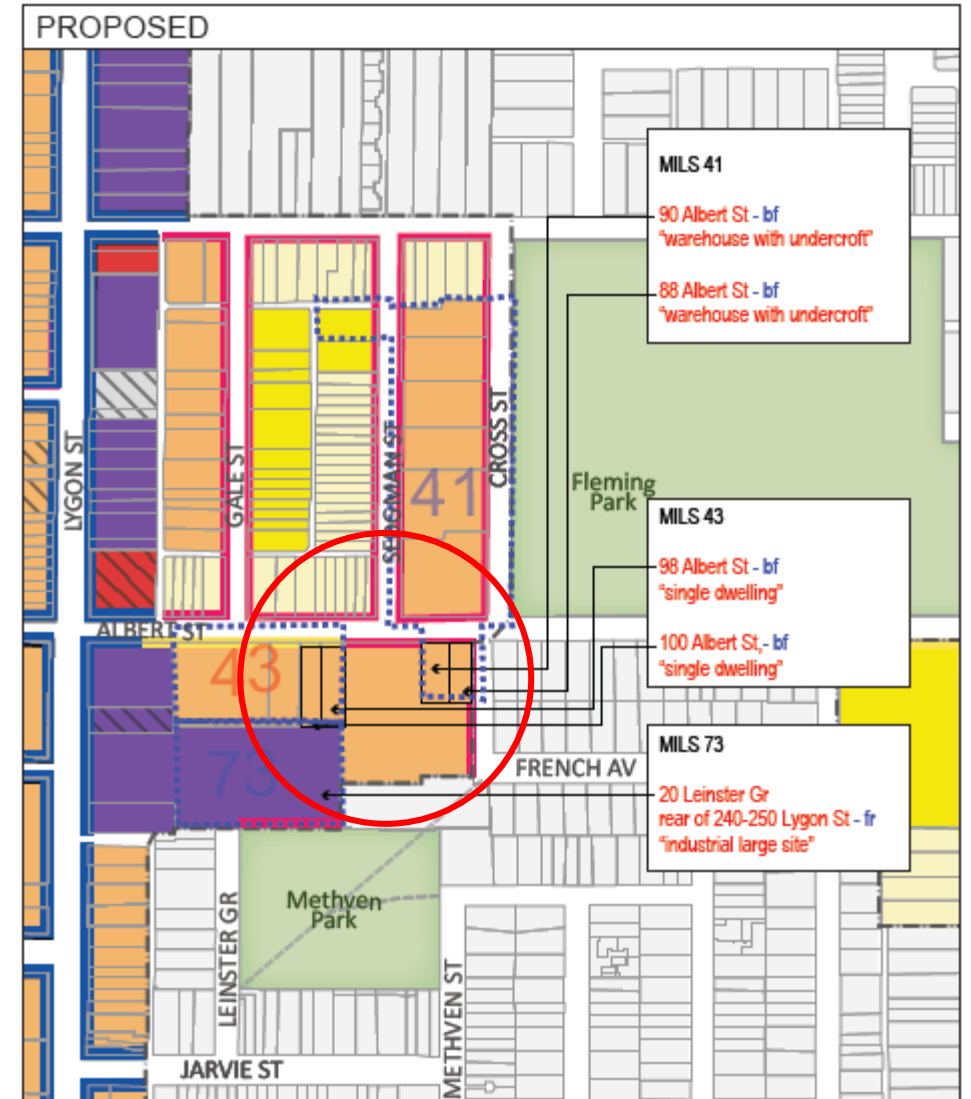 PROPOSED
MILS 41
90 Albert St - bf
"warehouse with undercroft"
88 Albert St - bf
"warehouse with undercroft"
LYGON ST
GALE ST
SEDGMAN ST
41
CROSS ST
Fleming
Park
MILS 43
98 Albert St - bf
"single dwelling"
100 Albert St,- bf
"single dwelling"
ALBERT ST
43
73
FRENCH AV
MILS 73
20 Leinster Gr
rear of 240-250 Lygon St - fr
"industrial large site"
LEINSTER GR
Methven
Park
METHVEN ST
JARVIE ST